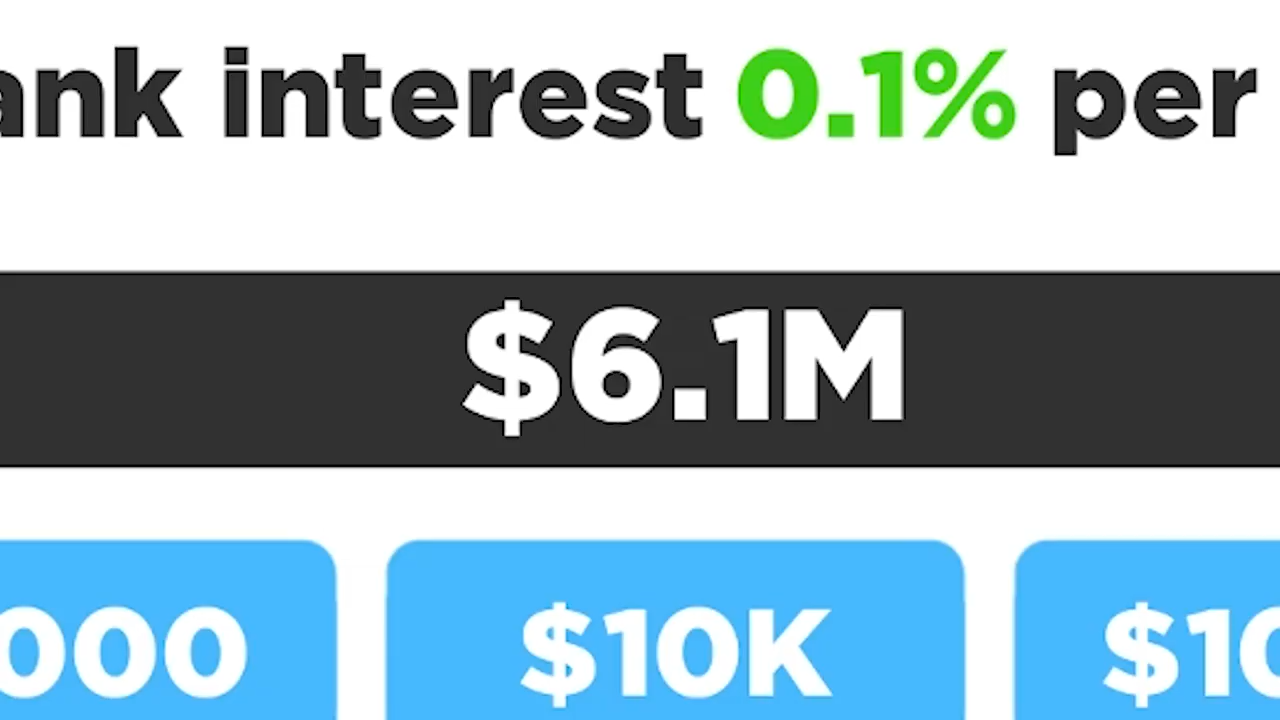 ank interest 0.1% per
$6.1M
000 $10K $10